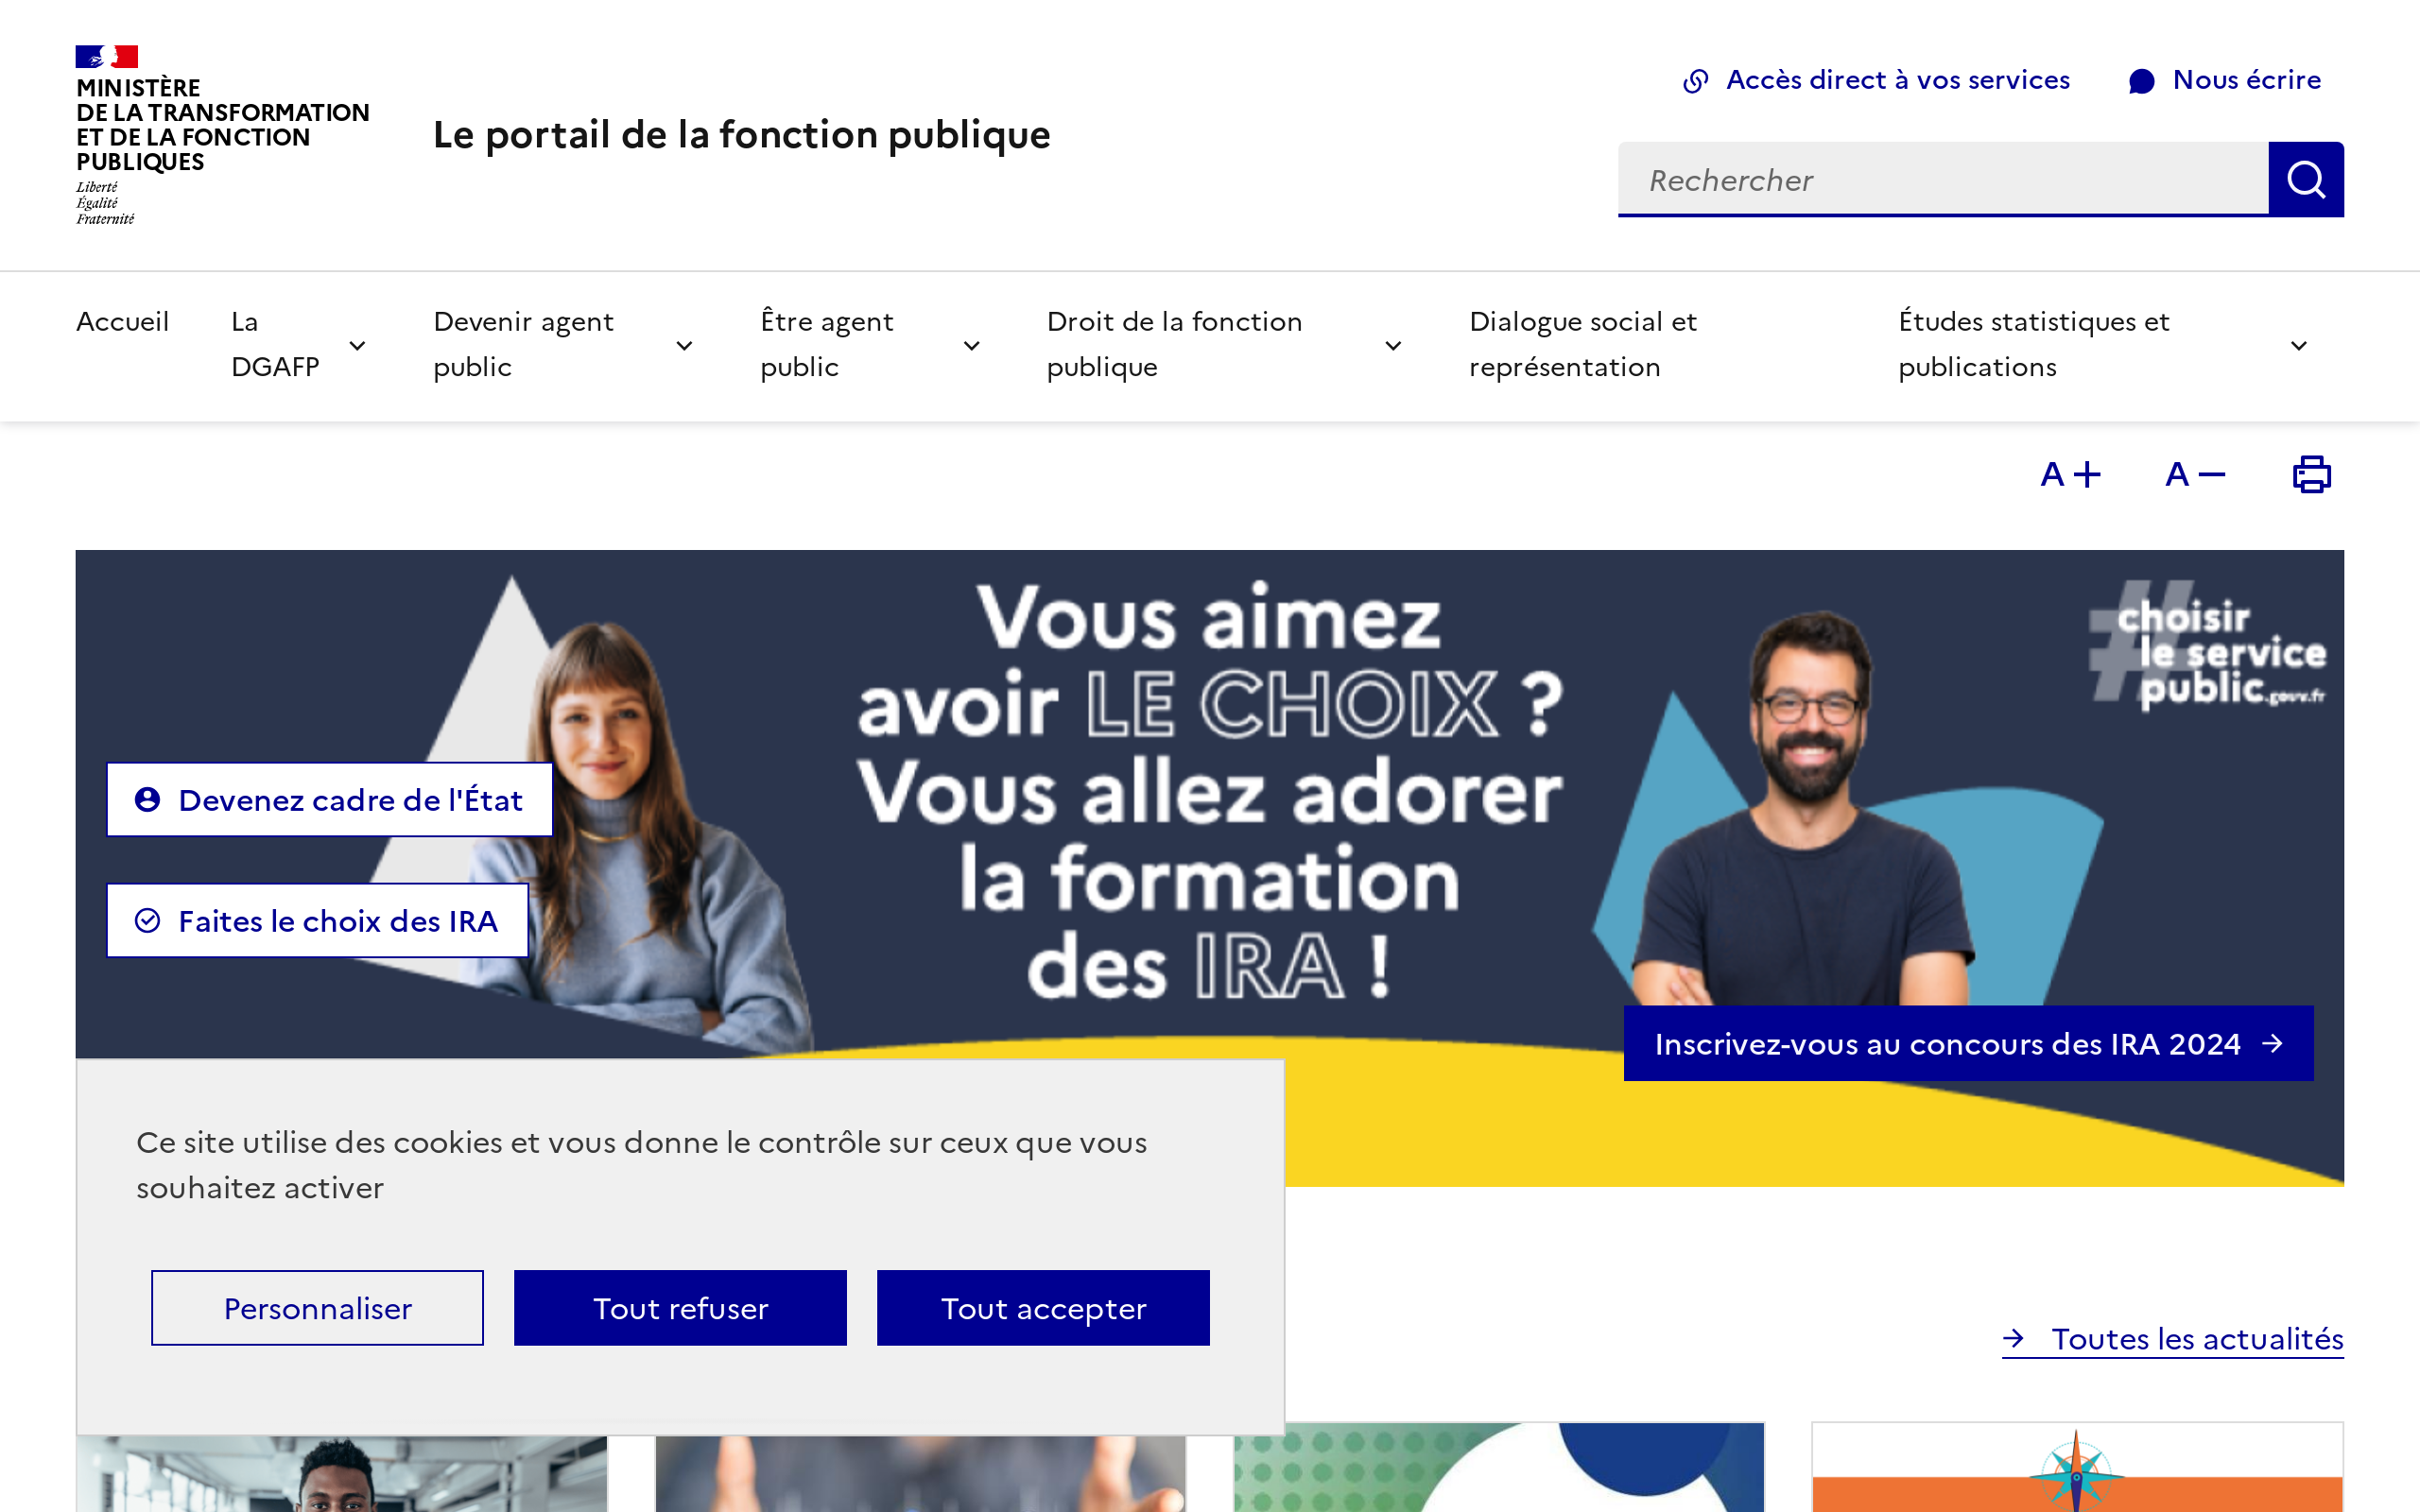 MINISTÈRE
DE LA TRANSFORMATION
ET DE LA FONCTION
PUBLIQUES
Liberté
Égalité
Fraternité
Le portail de la fonction publique
Accès direct à vos services
Nous écrire
Rechercher
Accueil
La
DGAFP
Devenir agent
public
Être agent
public
Droit de la fonction
publique
Dialogue social et
représentation
Études statistiques et
publications
A +
A −
Vous aimez
avoir LE CHOIX ?
Vous allez adorer
la formation
des IRA !
#choisir
le service
public.gouv.fr
Devenez cadre de l'État
Faites le choix des IRA
Inscrivez-vous au concours des IRA 2024
Ce site utilise des cookies et vous donne le contrôle sur ceux que vous
souhaitez activer
Personnaliser
Tout refuser
Tout accepter
Toutes les actualités